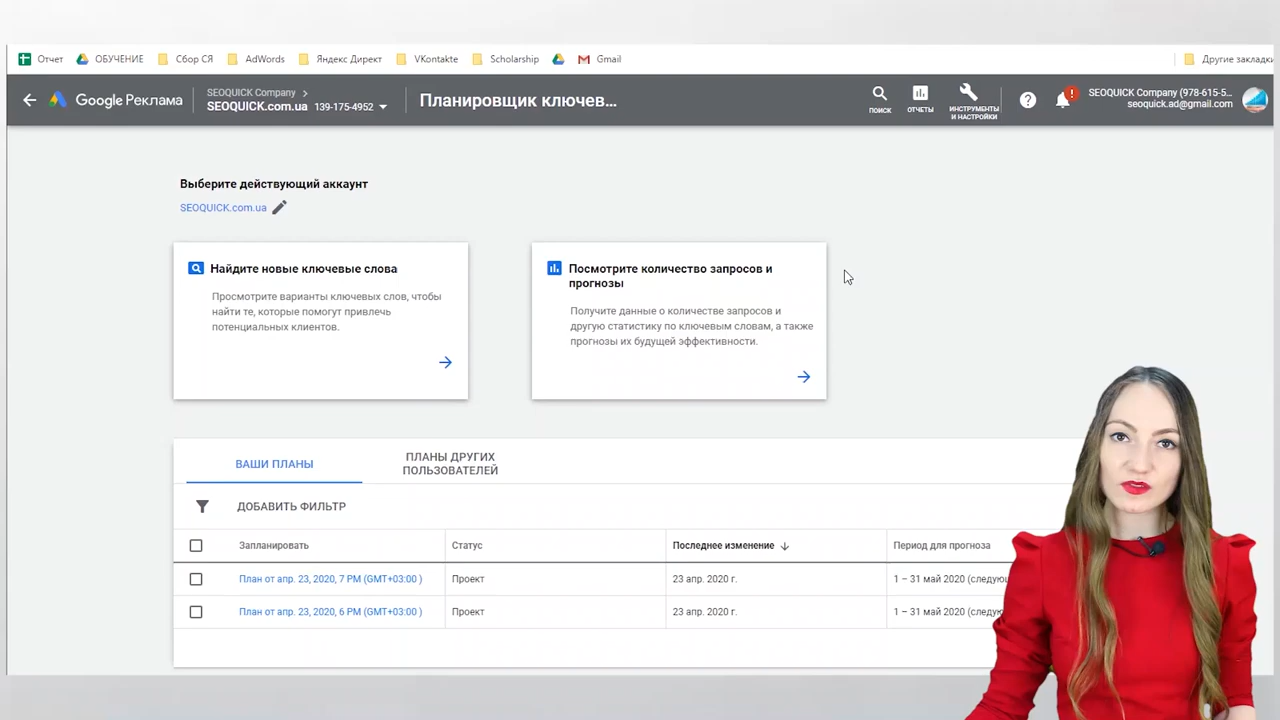 Отчет ОБУЧЕНИЕ Сбор СЯ AdWords Яндекс Директ VKontakte Scholarship Gmail Другие закладки
Google Реклама
SEOQUICK Company
SEOQUICK.com.ua 139-175-4952
Планировщик ключев...
ПОИСК
ОТЧЕТЫ
ИНСТРУМЕНТЫ
И НАСТРОЙКИ
?
!
SEOQUICK Company (978-615-5...
seoquick.ad@gmail.com
Выберите действующий аккаунт
SEOQUICK.com.ua
Найдите новые ключевые слова
Просмотрите варианты ключевых слов, чтобы
найти те, которые помогут привлечь
потенциальных клиентов.
Посмотрите количество запросов и
прогнозы
Получите данные о количестве запросов и
другую статистику по ключевым словам, а также
прогнозы их будущей эффективности.
ВАШИ ПЛАНЫ
ПЛАНЫ ДРУГИХ
ПОЛЬЗОВАТЕЛЕЙ
ДОБАВИТЬ ФИЛЬТР
Запланировать Статус Последнее изменение Период для прогноза
План от апр. 23, 2020, 7 PM (GMT+03:00 ) Проект 23 апр. 2020 г. 1 – 31 май 2020
План от апр. 23, 2020, 6 PM (GMT+03:00 ) Проект 23 апр. 2020 г. 1 – 31 май 2020